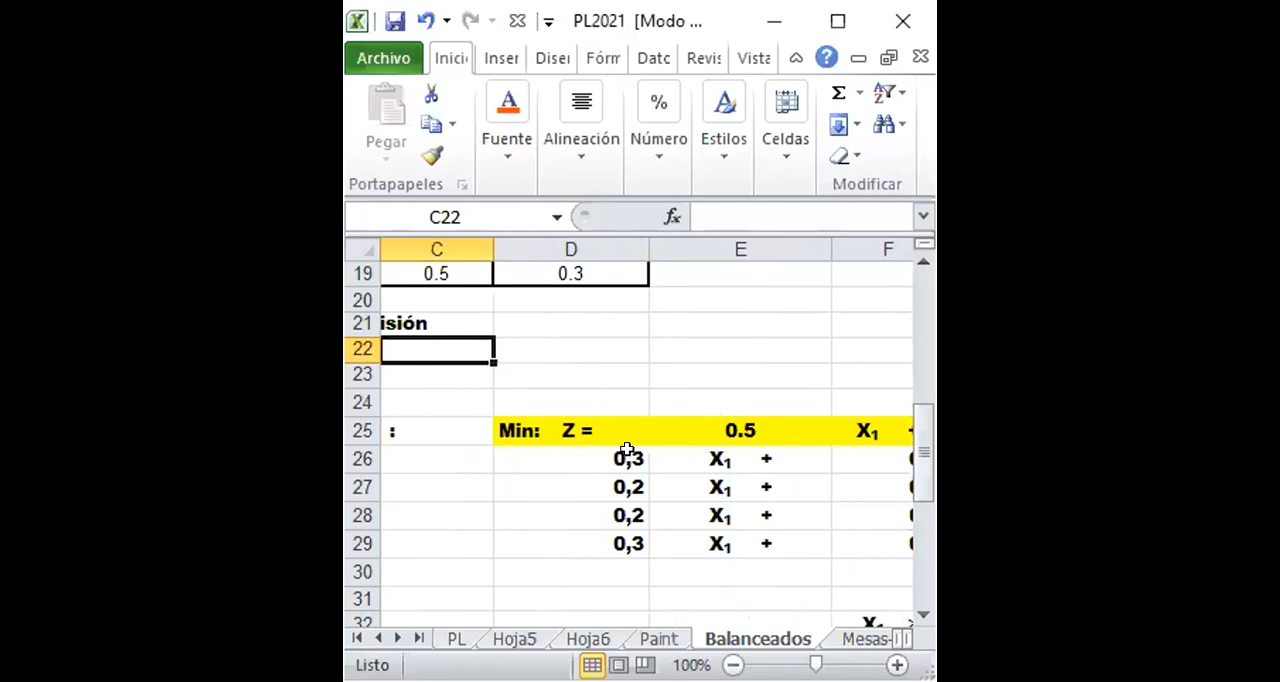 PL2021 [Modo ...
Archivo Inici Inser Diseı Fórm Datc Revis Vista
Pegar Fuente Alineación Número Estilos Celdas
Portapapeles Modificar
C22 fx
C D E F
19 0.5 0.3
20
21 isión
22
23
24
25 : Min: Z = 0.5 X₁ +
26 0,3 X₁ +
27 0,2 X₁ +
28 0,2 X₁ +
29 0,3 X₁ +
30
31
32
PL Hoja5 Hoja6 Paint Balanceados Mesas-
Listo 100%